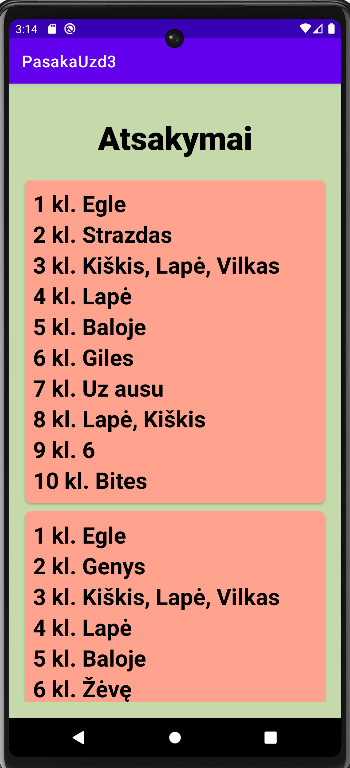 3:14
PasakaUzd3
Atsakymai
1 kl. Egle
2 kl. Strazdas
3 kl. Kiškis, Lapė, Vilkas
4 kl. Lapė
5 kl. Baloje
6 kl. Giles
7 kl. Uz ausu
8 kl. Lapė, Kiškis
9 kl. 6
10 kl. Bites
1 kl. Egle
2 kl. Genys
3 kl. Kiškis, Lapė, Vilkas
4 kl. Lapė
5 kl. Baloje
6 kl. Žėvę